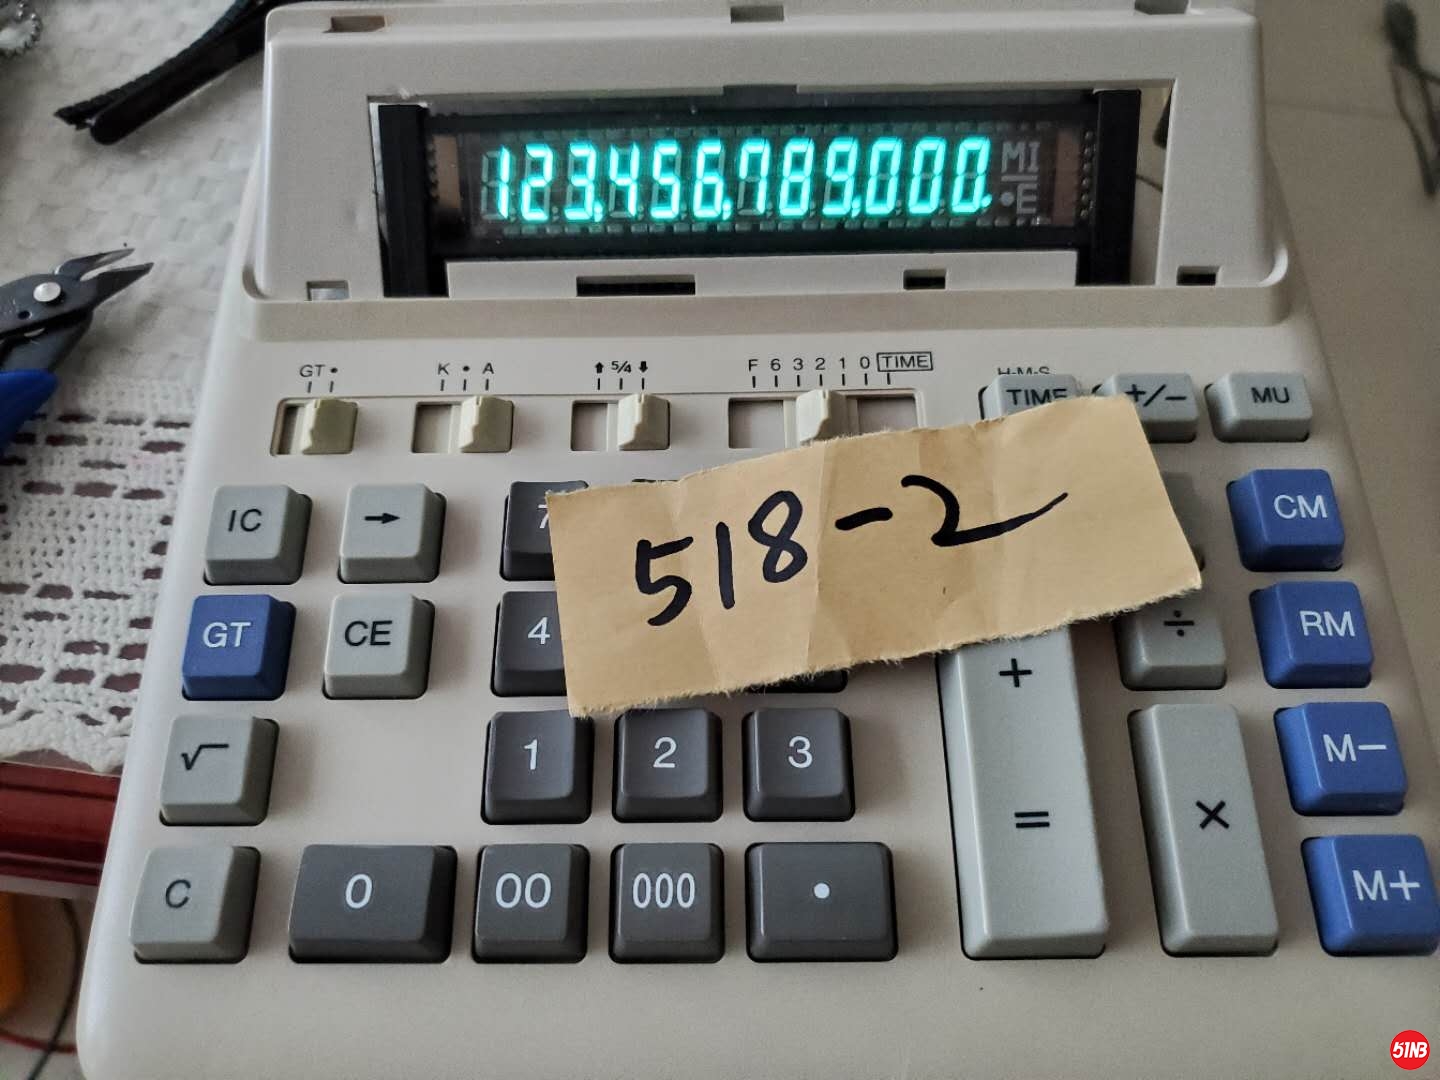 123,456,789,000.
MI
— •E
GT •
K • A
⬆ 5/4 ⬇
F 6 3 2 1 0 TIME
H-M-S
TIME +/− MU
IC → 7
518-2
CM
GT CE 4
÷ RM
√
1 2 3
+
=
×
M−
C 0 00 000 •
M+
51NB